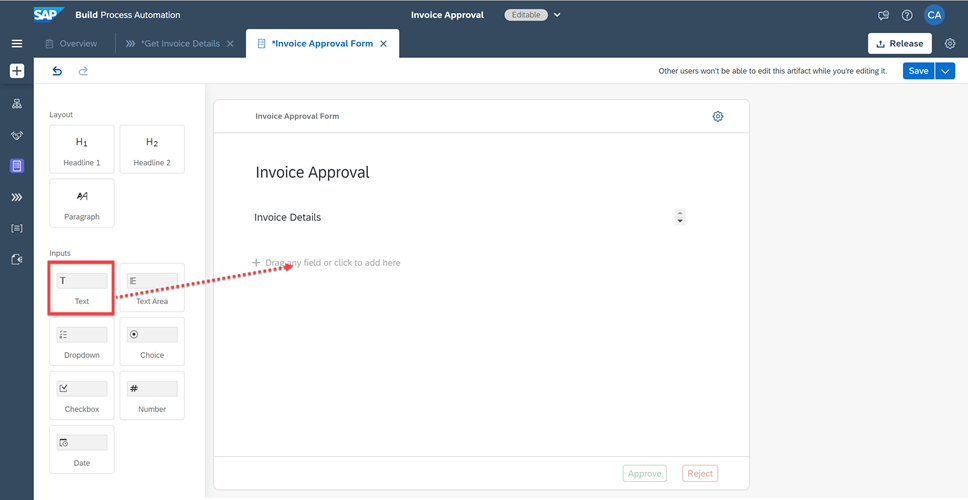 SAP Build Process Automation
Invoice Approval Editable
CA
Overview
*Get Invoice Details
*Invoice Approval Form
Release
Other users won't be able to edit this artifact while you're editing it.
Save
Layout
H1 H2
Headline 1 Headline 2
Paragraph
Inputs
T
Text Text Area
Dropdown Choice
#
Checkbox Number
Date
Invoice Approval Form
Invoice Approval
Invoice Details
+ Drag any field or click to add here
Approve Reject